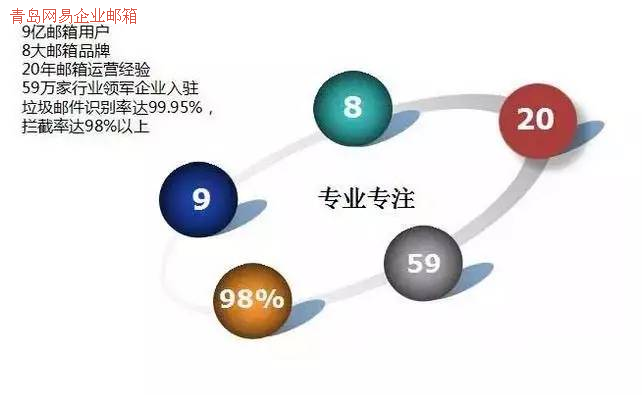 青岛网易企业邮箱
9亿邮箱用户
8大邮箱品牌
20年邮箱运营经验
59万家行业领军企业入驻
垃圾邮件识别率达99.95%，
拦截率达98%以上
8
20
9
专业专注
59
98%